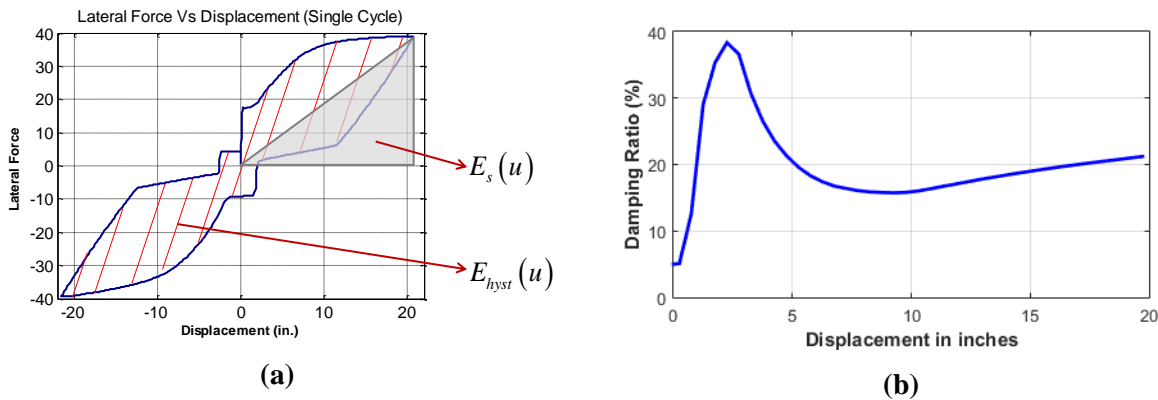 Lateral Force Vs Displacement (Single Cycle)
40
30
20
10
0
-10
-20
-30
-40
Lateral Force
-20
-10
0
10
20
Displacement (in.)
E_s(u)
E_{hyst}(u)
(a)
40
30
20
10
0
Damping Ratio (%)
0
5
10
15
20
Displacement in inches
(b)